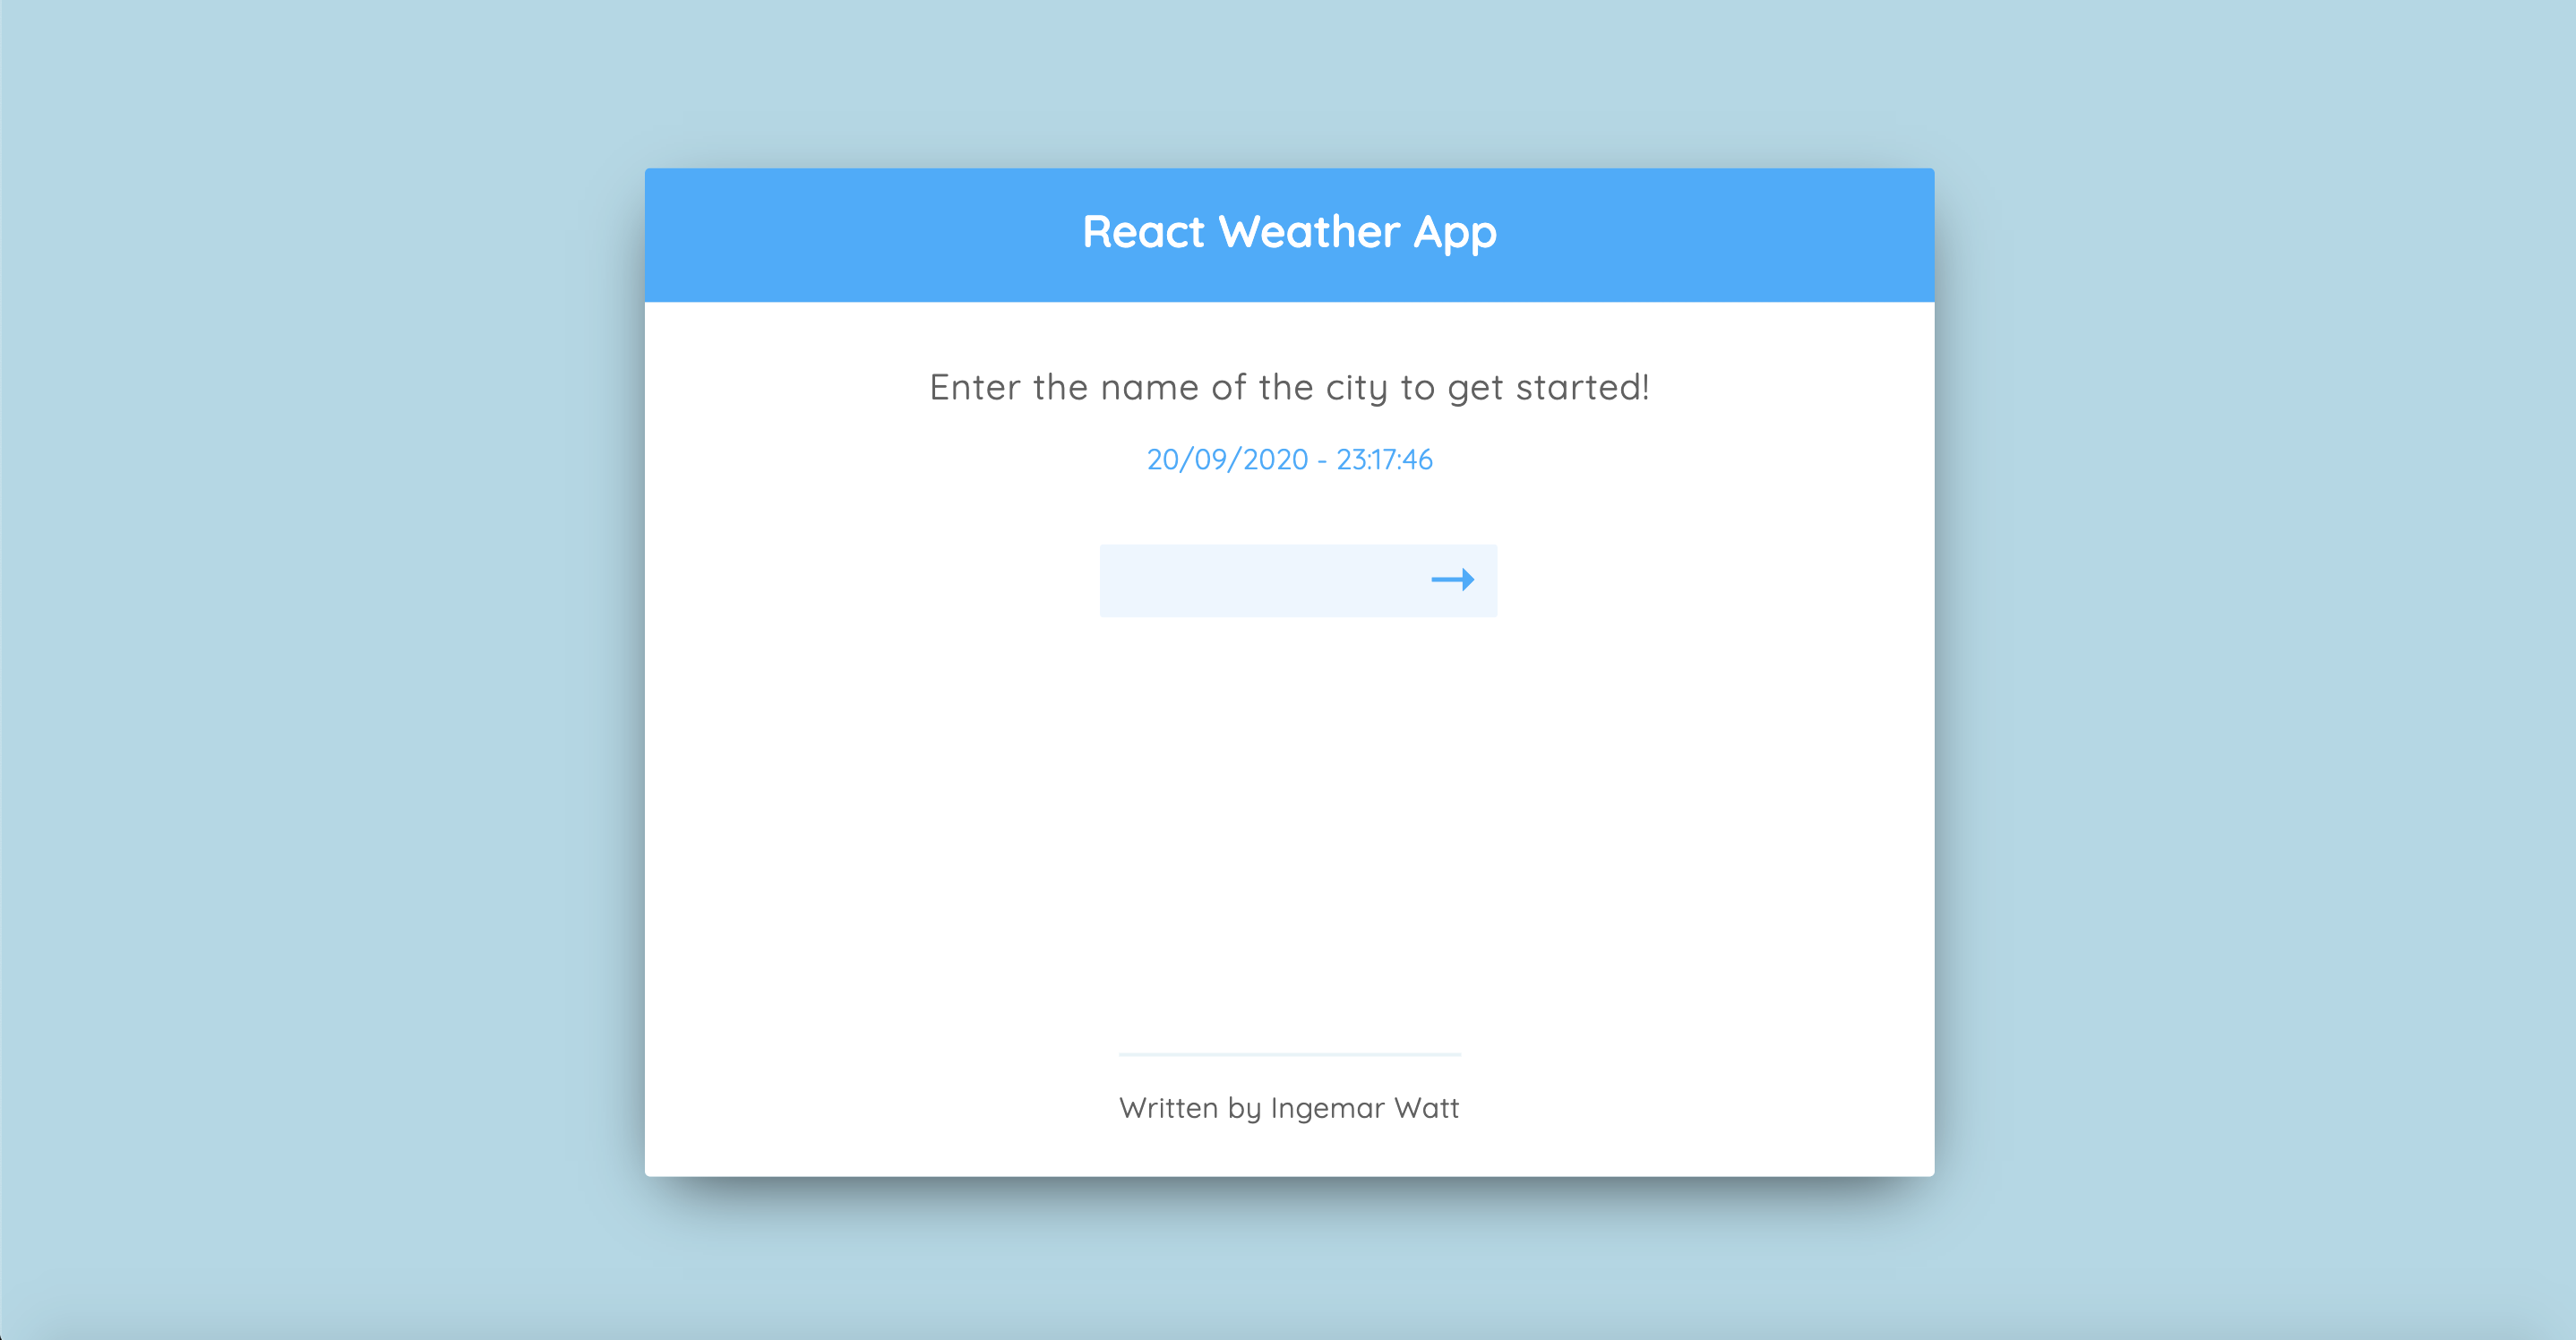 React Weather App
Enter the name of the city to get started!
20/09/2020 - 23:17:46
Written by Ingemar Watt